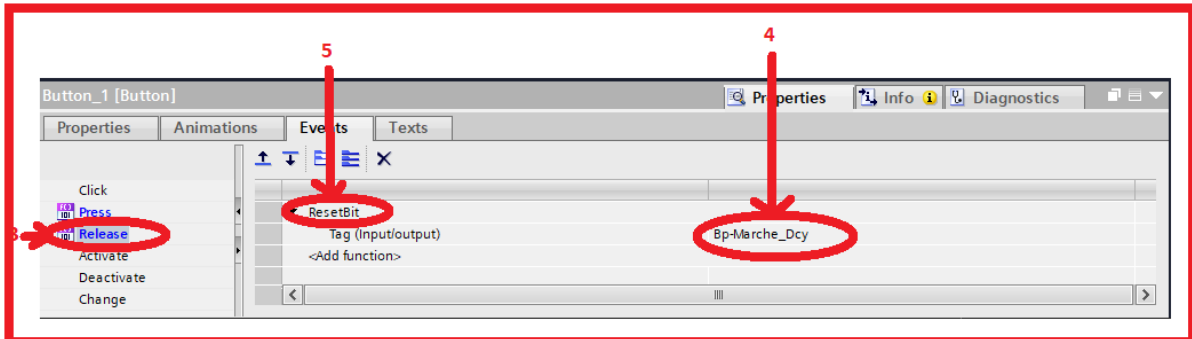 4
5
Button_1 [Button]
Properties Info Diagnostics
Properties Animations Events Texts
Click
Press ResetBit
3 Release Tag (Input/output) Bp-Marche_Dcy
Activate <Add function>
Deactivate
Change